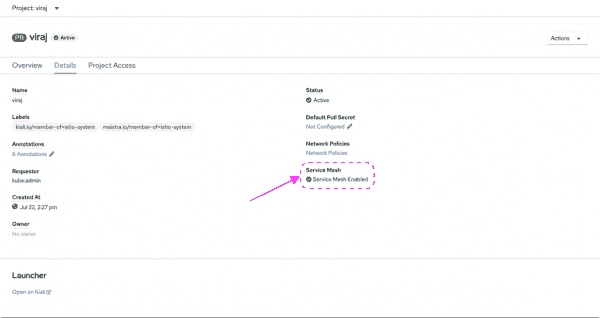 Project: viraj
PR viraj Active
Actions
Overview Details Project Access
Name
viraj
Labels
kiali.io/member-of=istio-system maistra.io/member-of=istio-system
Annotations
6 Annotations
Requester
kube:admin
Created At
Jul 22, 2:27 pm
Owner
No owner
Status
Active
Default Pull Secret
Not Configured
Network Policies
Network Policies
Service Mesh
Service Mesh Enabled
Launcher
Open on Kiali